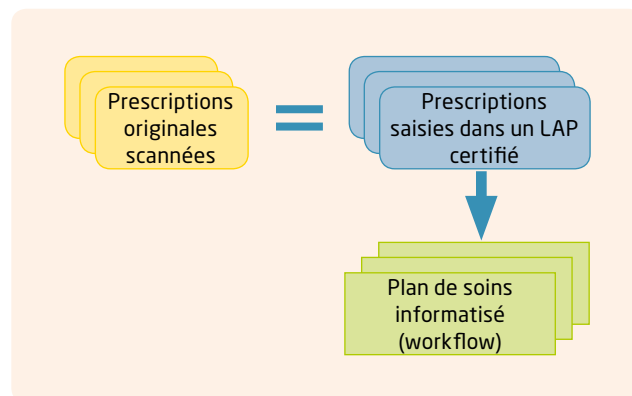 Prescriptions
originales
scannées
Prescriptions
saisies dans un LAP
certifié
Plan de soins
informatisé
(workflow)